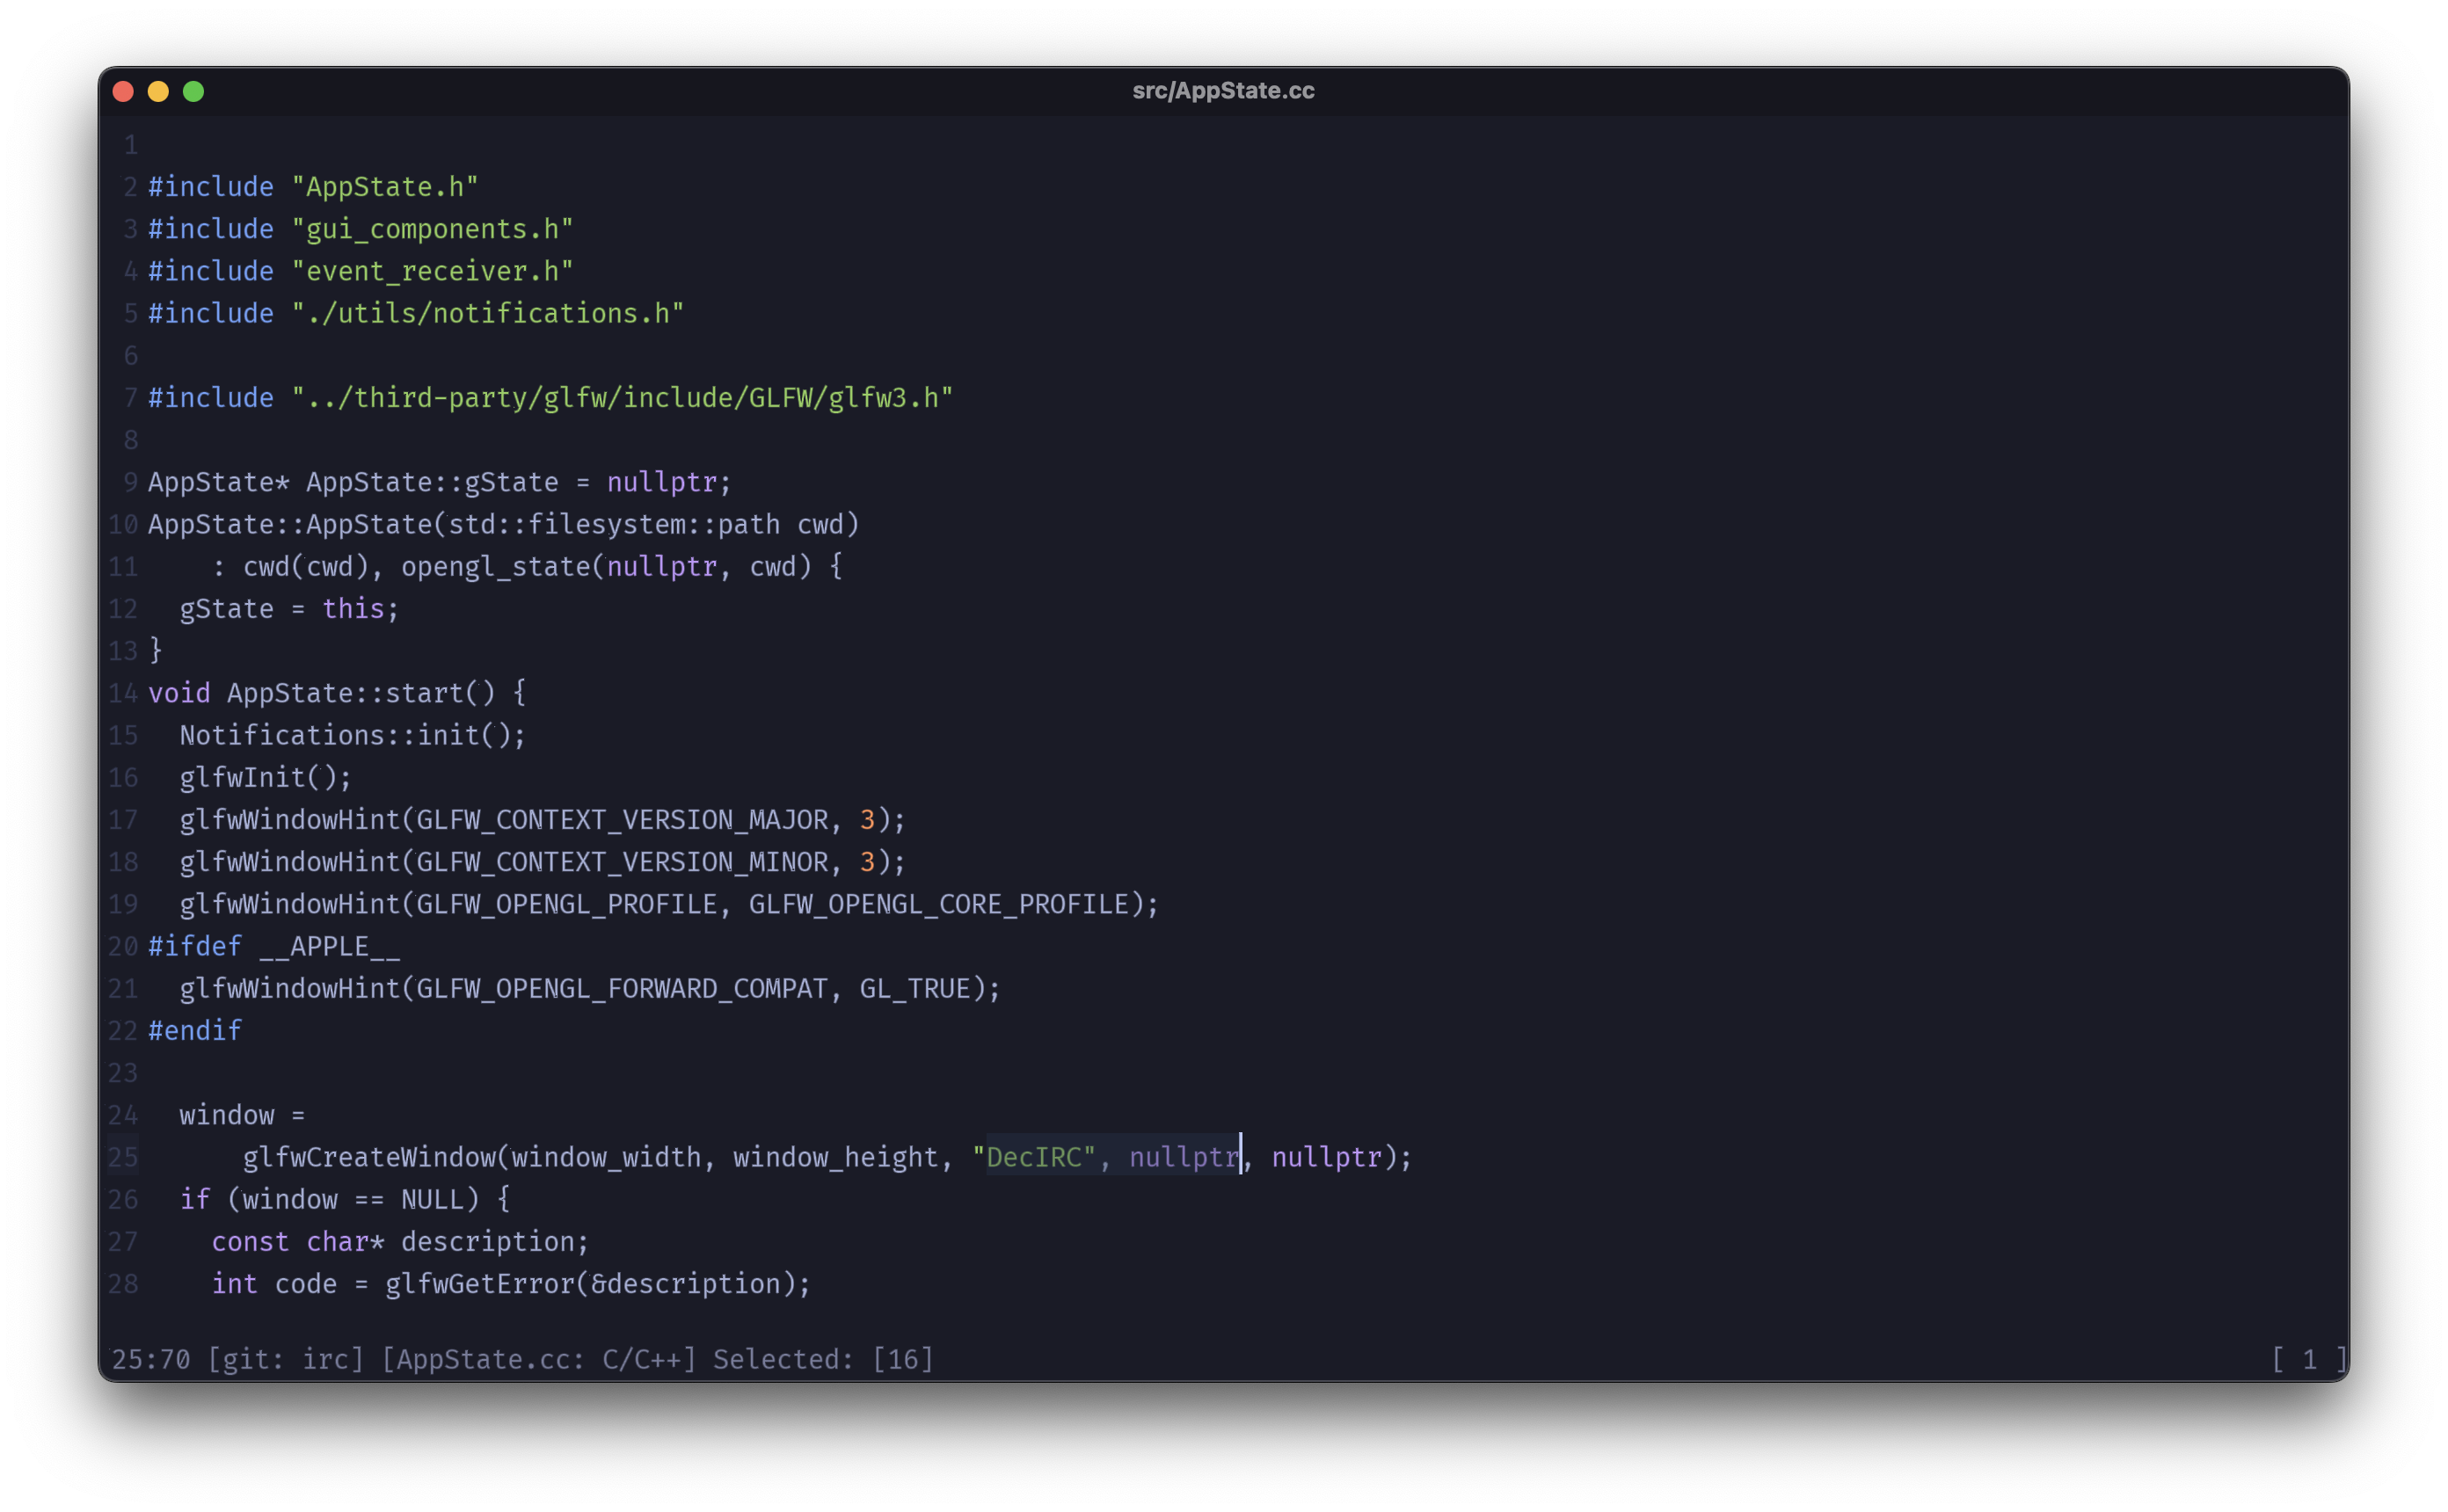 src/AppState.cc
1
2 #include "AppState.h"
3 #include "gui_components.h"
4 #include "event_receiver.h"
5 #include "./utils/notifications.h"
6
7 #include "../third-party/glfw/include/GLFW/glfw3.h"
8
9 AppState* AppState::gState = nullptr;
10 AppState::AppState(std::filesystem::path cwd)
11     : cwd(cwd), opengl_state(nullptr, cwd) {
12   gState = this;
13 }
14 void AppState::start() {
15   Notifications::init();
16   glfwInit();
17   glfwWindowHint(GLFW_CONTEXT_VERSION_MAJOR, 3);
18   glfwWindowHint(GLFW_CONTEXT_VERSION_MINOR, 3);
19   glfwWindowHint(GLFW_OPENGL_PROFILE, GLFW_OPENGL_CORE_PROFILE);
20 #ifdef __APPLE__
21   glfwWindowHint(GLFW_OPENGL_FORWARD_COMPAT, GL_TRUE);
22 #endif
23
24   window =
25       glfwCreateWindow(window_width, window_height, "DecIRC", nullptr, nullptr);
26   if (window == NULL) {
27     const char* description;
28     int code = glfwGetError(&description);
25:70 [git: irc] [AppState.cc: C/C++] Selected: [16] [ 1 ]